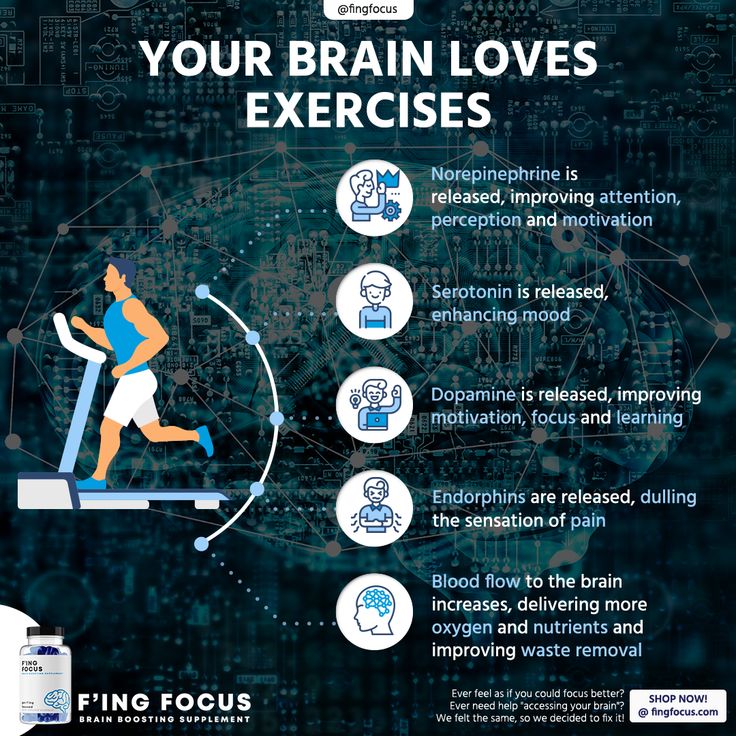 @fingfocus
YOUR BRAIN LOVES
EXERCISES
Norepinephrine is
released, improving attention,
perception and motivation
Serotonin is released,
enhancing mood
Dopamine is released, improving
motivation, focus and learning
Endorphins are released, dulling
the sensation of pain
Blood flow to the brain
increases, delivering more
oxygen and nutrients and
improving waste removal
F'ING
FOCUS
F'ING FOCUS
BRAIN BOOSTING SUPPLEMENT
Ever feel as if you could focus better?
Ever need help "accessing your brain"?
We felt the same, so we decided to fix it!
SHOP NOW!
@ fingfocus.com